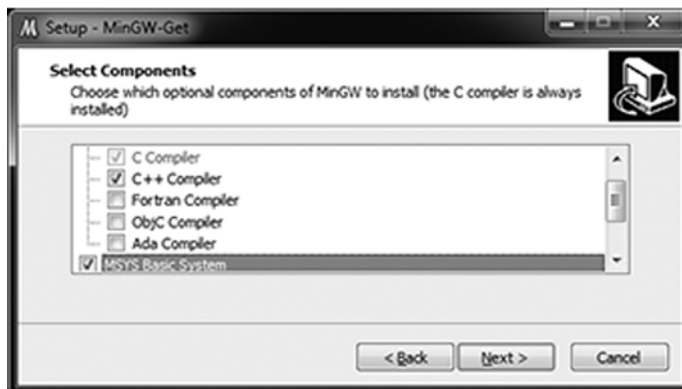 Setup - MinGW-Get
Select Components
Choose which optional components of MinGW to install (the C compiler is always
installed)
C Compiler
C++ Compiler
Fortran Compiler
ObjC Compiler
Ada Compiler
MSYS Basic System
< Back
Next >
Cancel